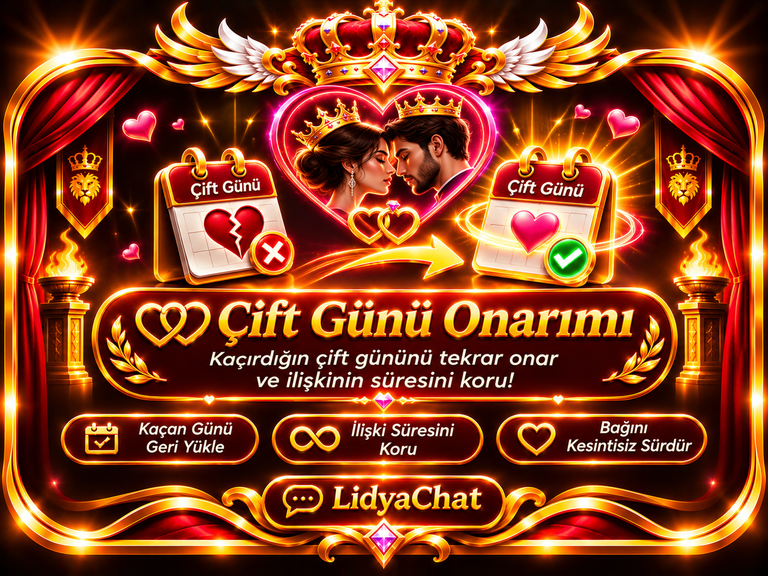 Çift Günü
Çift Günü
Çift Günü Onarımı
Kaçırdığın çift gününü tekrar onar
ve ilişkinin süresini koru!
Kaçan Günü
Geri Yükle
İlişki Süresini
Koru
Bağını
Kesintisiz Sürdür
LidyaChat